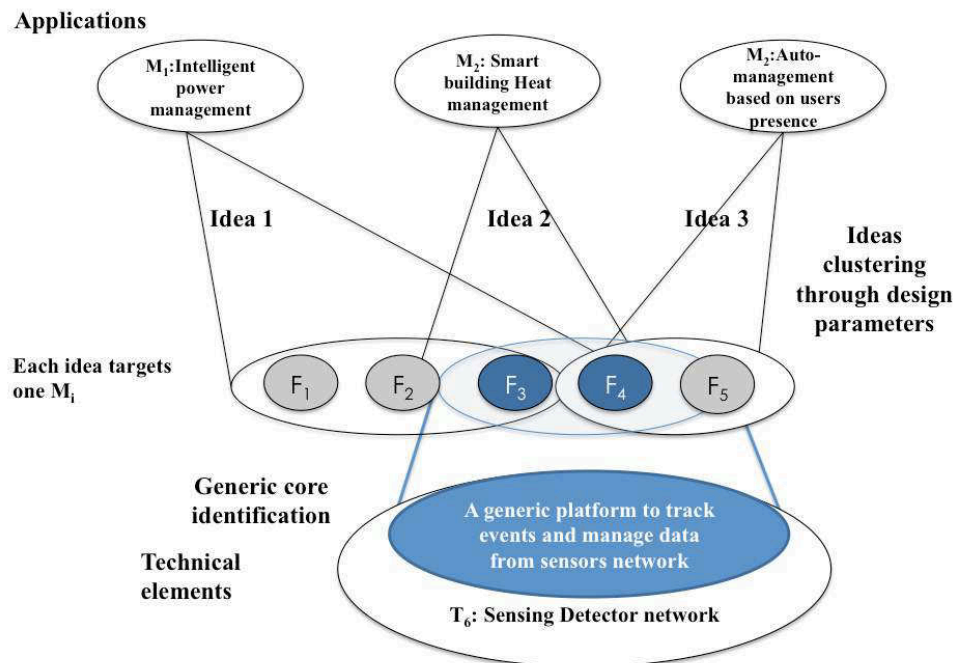 Applications
M₁:Intelligent
power
management
M₂: Smart
building Heat
management
M₂:Auto-
management
based on users
presence
Idea 1
Idea 2
Idea 3
Ideas
clustering
through design
parameters
Each idea targets
one Mᵢ
F₁
F₂
F₃
F₄
F₅
Generic core
identification
A generic platform to track
events and manage data
from sensors network
Technical
elements
T₆: Sensing Detector network